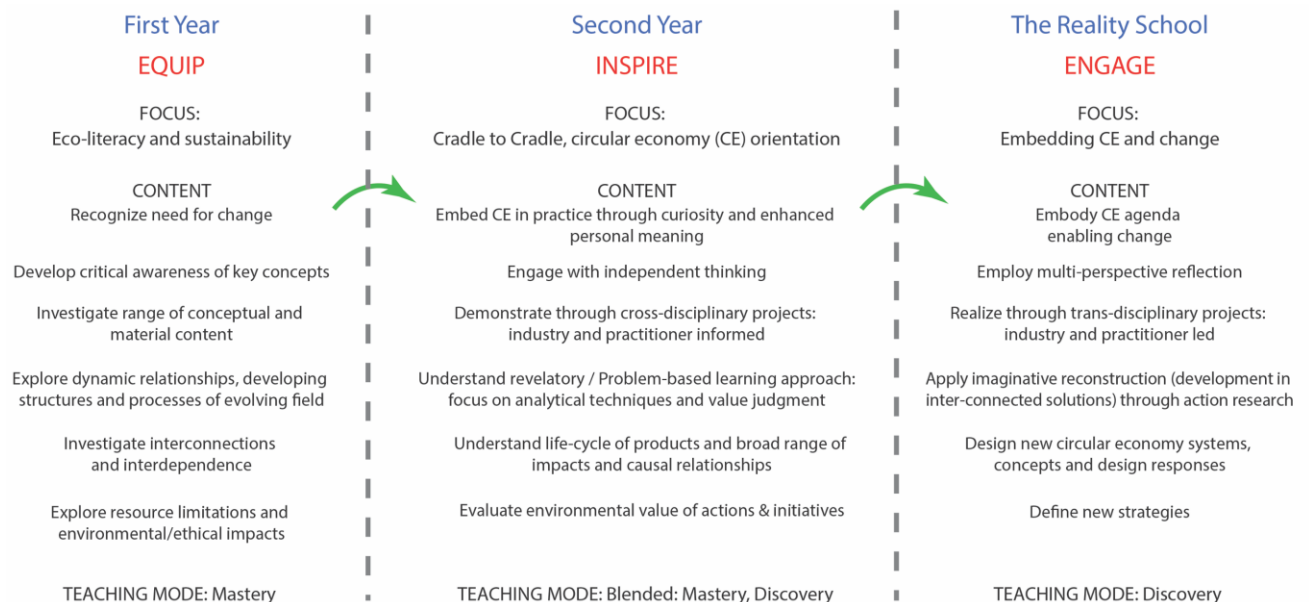 First Year
EQUIP
FOCUS:
Eco-literacy and sustainability
CONTENT
Recognize need for change
Develop critical awareness of key concepts
Investigate range of conceptual and
material content
Explore dynamic relationships, developing
structures and processes of evolving field
Investigate interconnections
and interdependence
Explore resource limitations and
environmental/ethical impacts
TEACHING MODE: Mastery
Second Year
INSPIRE
FOCUS:
Cradle to Cradle, circular economy (CE) orientation
CONTENT
Embed CE in practice through curiosity and enhanced
personal meaning
Engage with independent thinking
Demonstrate through cross-disciplinary projects:
industry and practitioner informed
Understand revelatory / Problem-based learning approach:
focus on analytical techniques and value judgment
Understand life-cycle of products and broad range of
impacts and causal relationships
Evaluate environmental value of actions & initiatives
TEACHING MODE: Blended: Mastery, Discovery
The Reality School
ENGAGE
FOCUS:
Embedding CE and change
CONTENT
Embody CE agenda
enabling change
Employ multi-perspective reflection
Realize through trans-disciplinary projects:
industry and practitioner led
Apply imaginative reconstruction (development in
inter-connected solutions) through action research
Design new circular economy systems,
concepts and design responses
Define new strategies
TEACHING MODE: Discovery